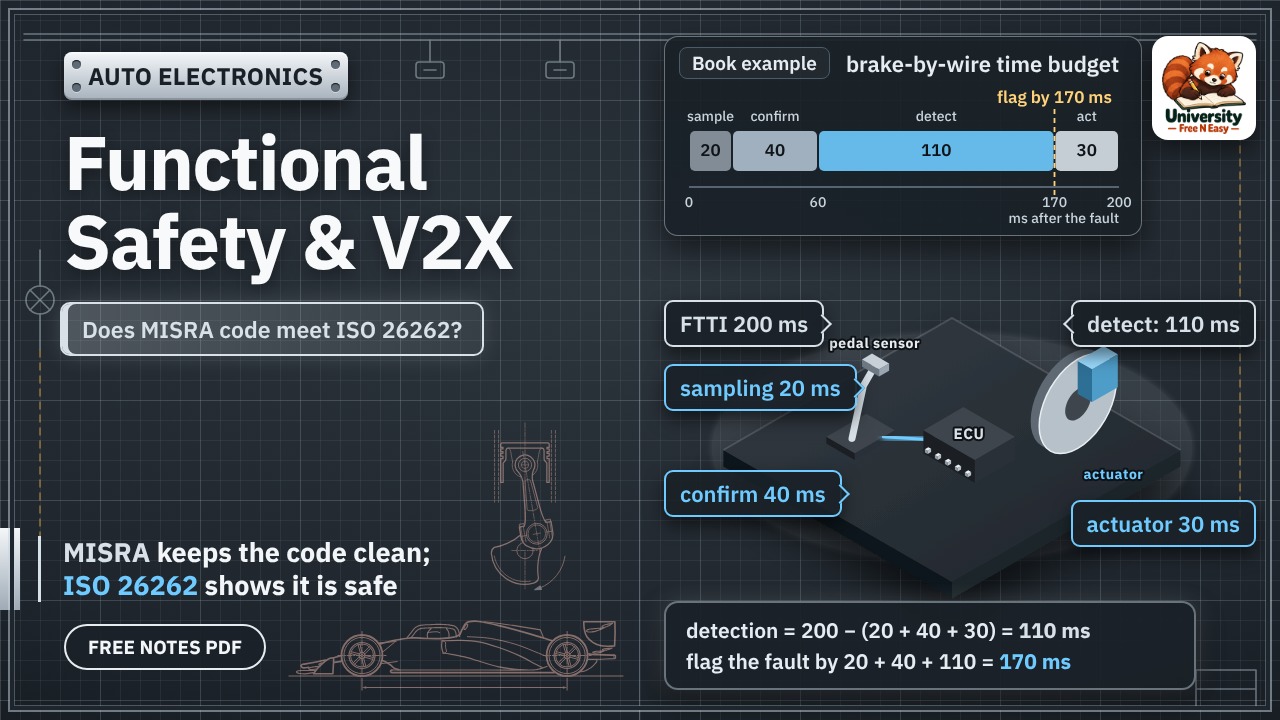 AUTO ELECTRONICS
Functional
Safety & V2X
Does MISRA code meet ISO 26262?
MISRA keeps the code clean;
ISO 26262 shows it is safe
FREE NOTES PDF
Book example
brake-by-wire time budget
flag by 170 ms
sample confirm detect act
20 40 110 30
0 60 170 200
ms after the fault
University
Free N Easy
FTTI 200 ms
detect: 110 ms
pedal sensor
sampling 20 ms
ECU
actuator
confirm 40 ms
actuator 30 ms
detection = 200 − (20 + 40 + 30) = 110 ms
flag the fault by 20 + 40 + 110 = 170 ms